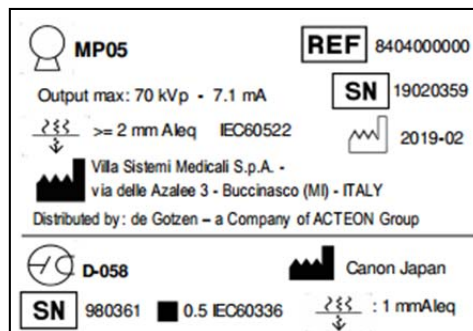 MP05 REF 8404000000
Output max: 70 kVp - 7.1 mA SN 19020359
>= 2 mm Aleq IEC60522 2019-02
Villa Sistemi Medicali S.p.A. -
via delle Azalee 3 - Buccinasco (MI) - ITALY
Distributed by: de Gotzen – a Company of ACTEON Group
D-058 Canon Japan
SN 980361 0.5 IEC60336 : 1 mmAleq